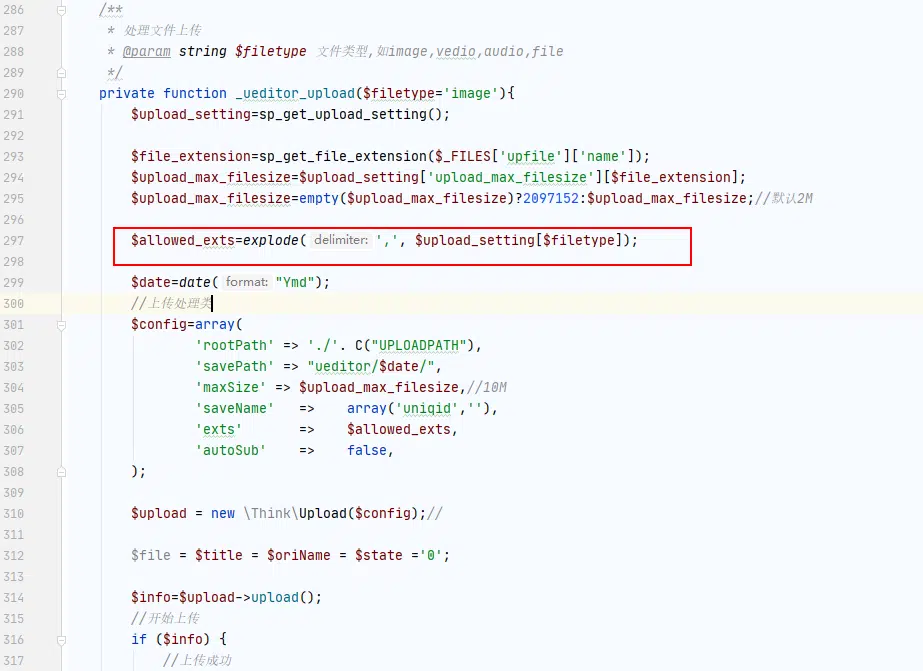 286 /**
287 * 处理文件上传
288 * @param string $filetype 文件类型,如image,vedio,audio,file
289 */
290 private function _ueditor_upload($filetype='image'){
291 $upload_setting=sp_get_upload_setting();
292
293 $file_extension=sp_get_file_extension($_FILES['upfile']['name']);
294 $upload_max_filesize=$upload_setting['upload_max_filesize'][$file_extension];
295 $upload_max_filesize=empty($upload_max_filesize)?2097152:$upload_max_filesize;//默认2M
296
297 $allowed_exts=explode( delimiter: ',', $upload_setting[$filetype]);
298
299 $date=date( format: "Ymd");
300 //上传处理类
301 $config=array(
302 'rootPath' => './'. C("UPLOADPATH"),
303 'savePath' => "ueditor/$date/",
304 'maxSize' => $upload_max_filesize,//10M
305 'saveName' => array('uniqid',''),
306 'exts' => $allowed_exts,
307 'autoSub' => false,
308 );
309
310 $upload = new \Think\Upload($config);//
311
312 $file = $title = $oriName = $state ='0';
313
314 $info=$upload->upload();
315 //开始上传
316 if ($info) {
317 //上传成功